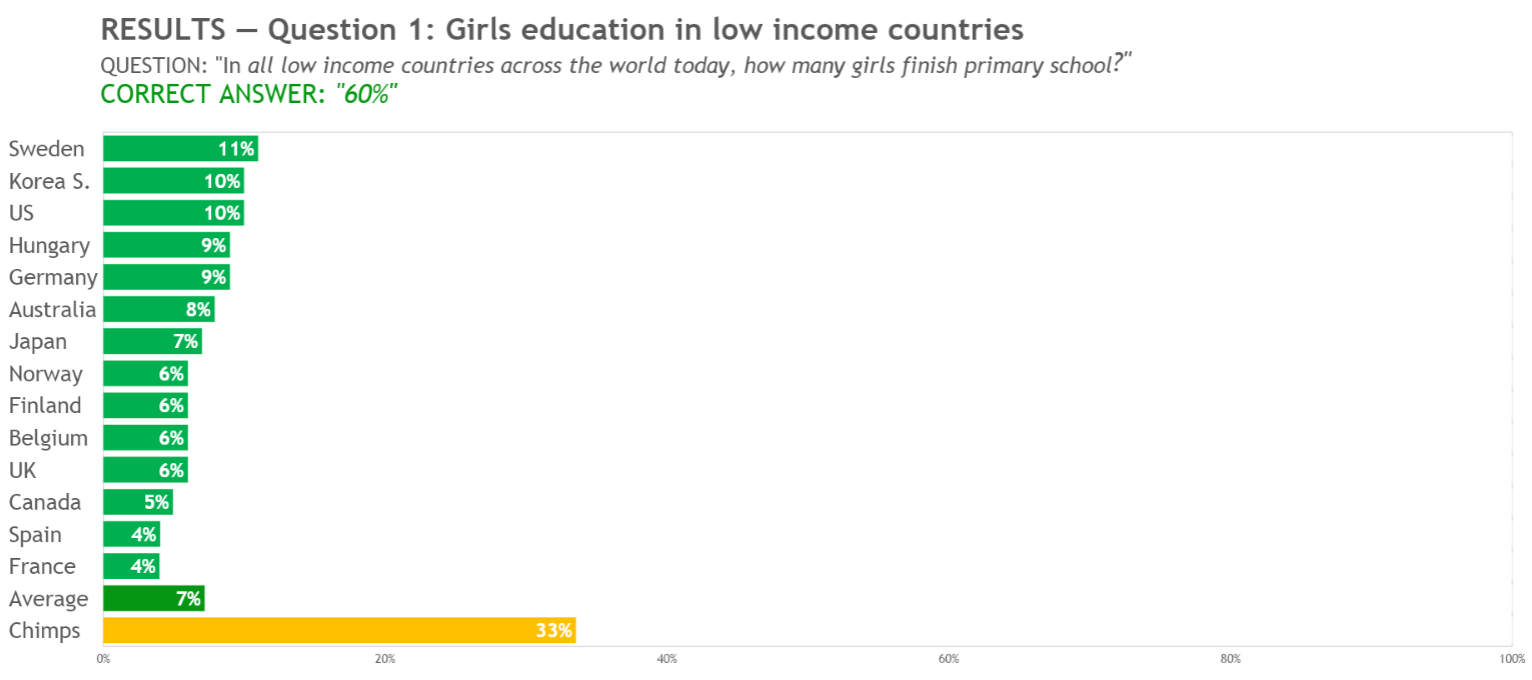 RESULTS — Question 1: Girls education in low income countries
QUESTION: "In all low income countries across the world today, how many girls finish primary school?"
CORRECT ANSWER: "60%"
Sweden 11%
Korea S. 10%
US 10%
Hungary 9%
Germany 9%
Australia 8%
Japan 7%
Norway 6%
Finland 6%
Belgium 6%
UK 6%
Canada 5%
Spain 4%
France 4%
Average 7%
Chimps 33%
0% 20% 40% 60% 80% 100%